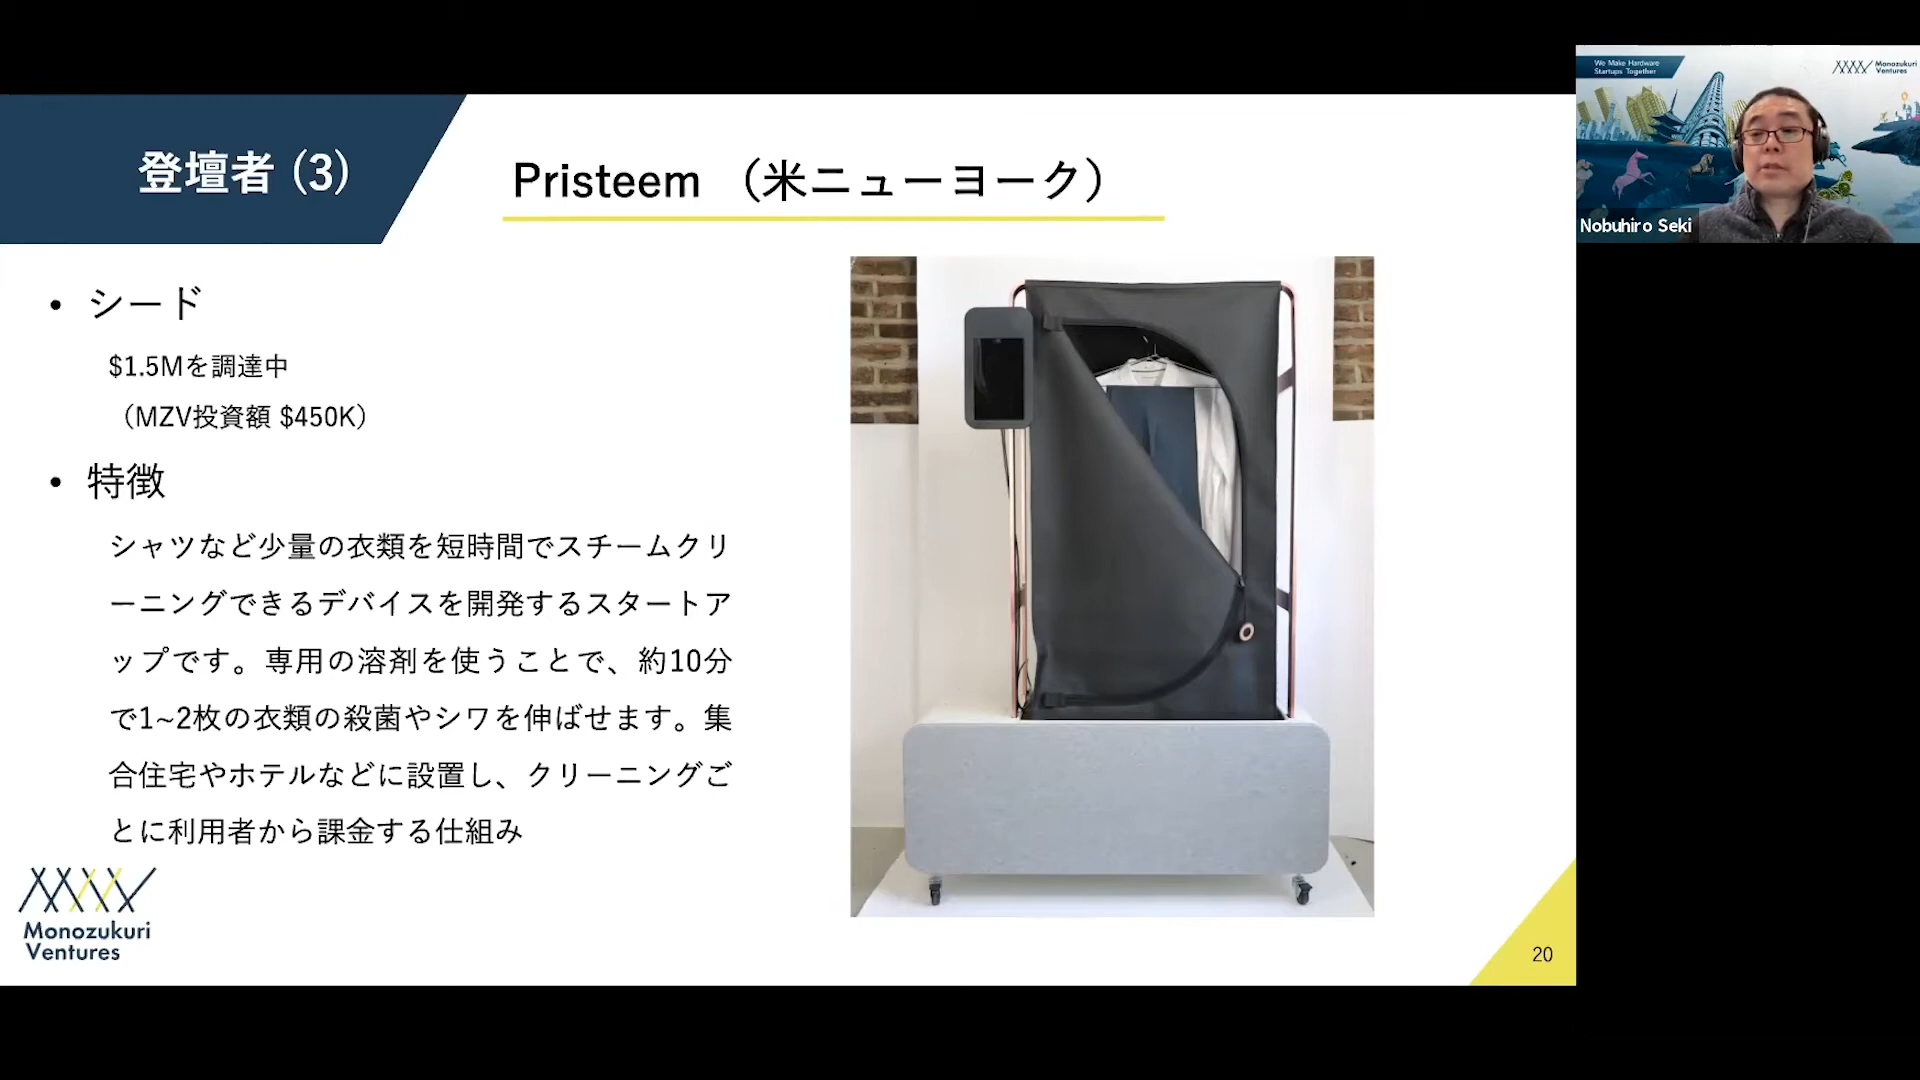 登壇者 (3)
Pristeem （米ニューヨーク）
• シード
$1.5Mを調達中
（MZV投資額 $450K）
• 特徴
シャツなど少量の衣類を短時間でスチームクリ
ーニングできるデバイスを開発するスタートア
ップです。専用の溶剤を使うことで、約10分
で1~2枚の衣類の殺菌やシワを伸ばせます。集
合住宅やホテルなどに設置し、クリーニングご
とに利用者から課金する仕組み
Monozukuri
Ventures
20
We Make Hardware
Startups Together
Monozukuri
Ventures
Nobuhiro Seki